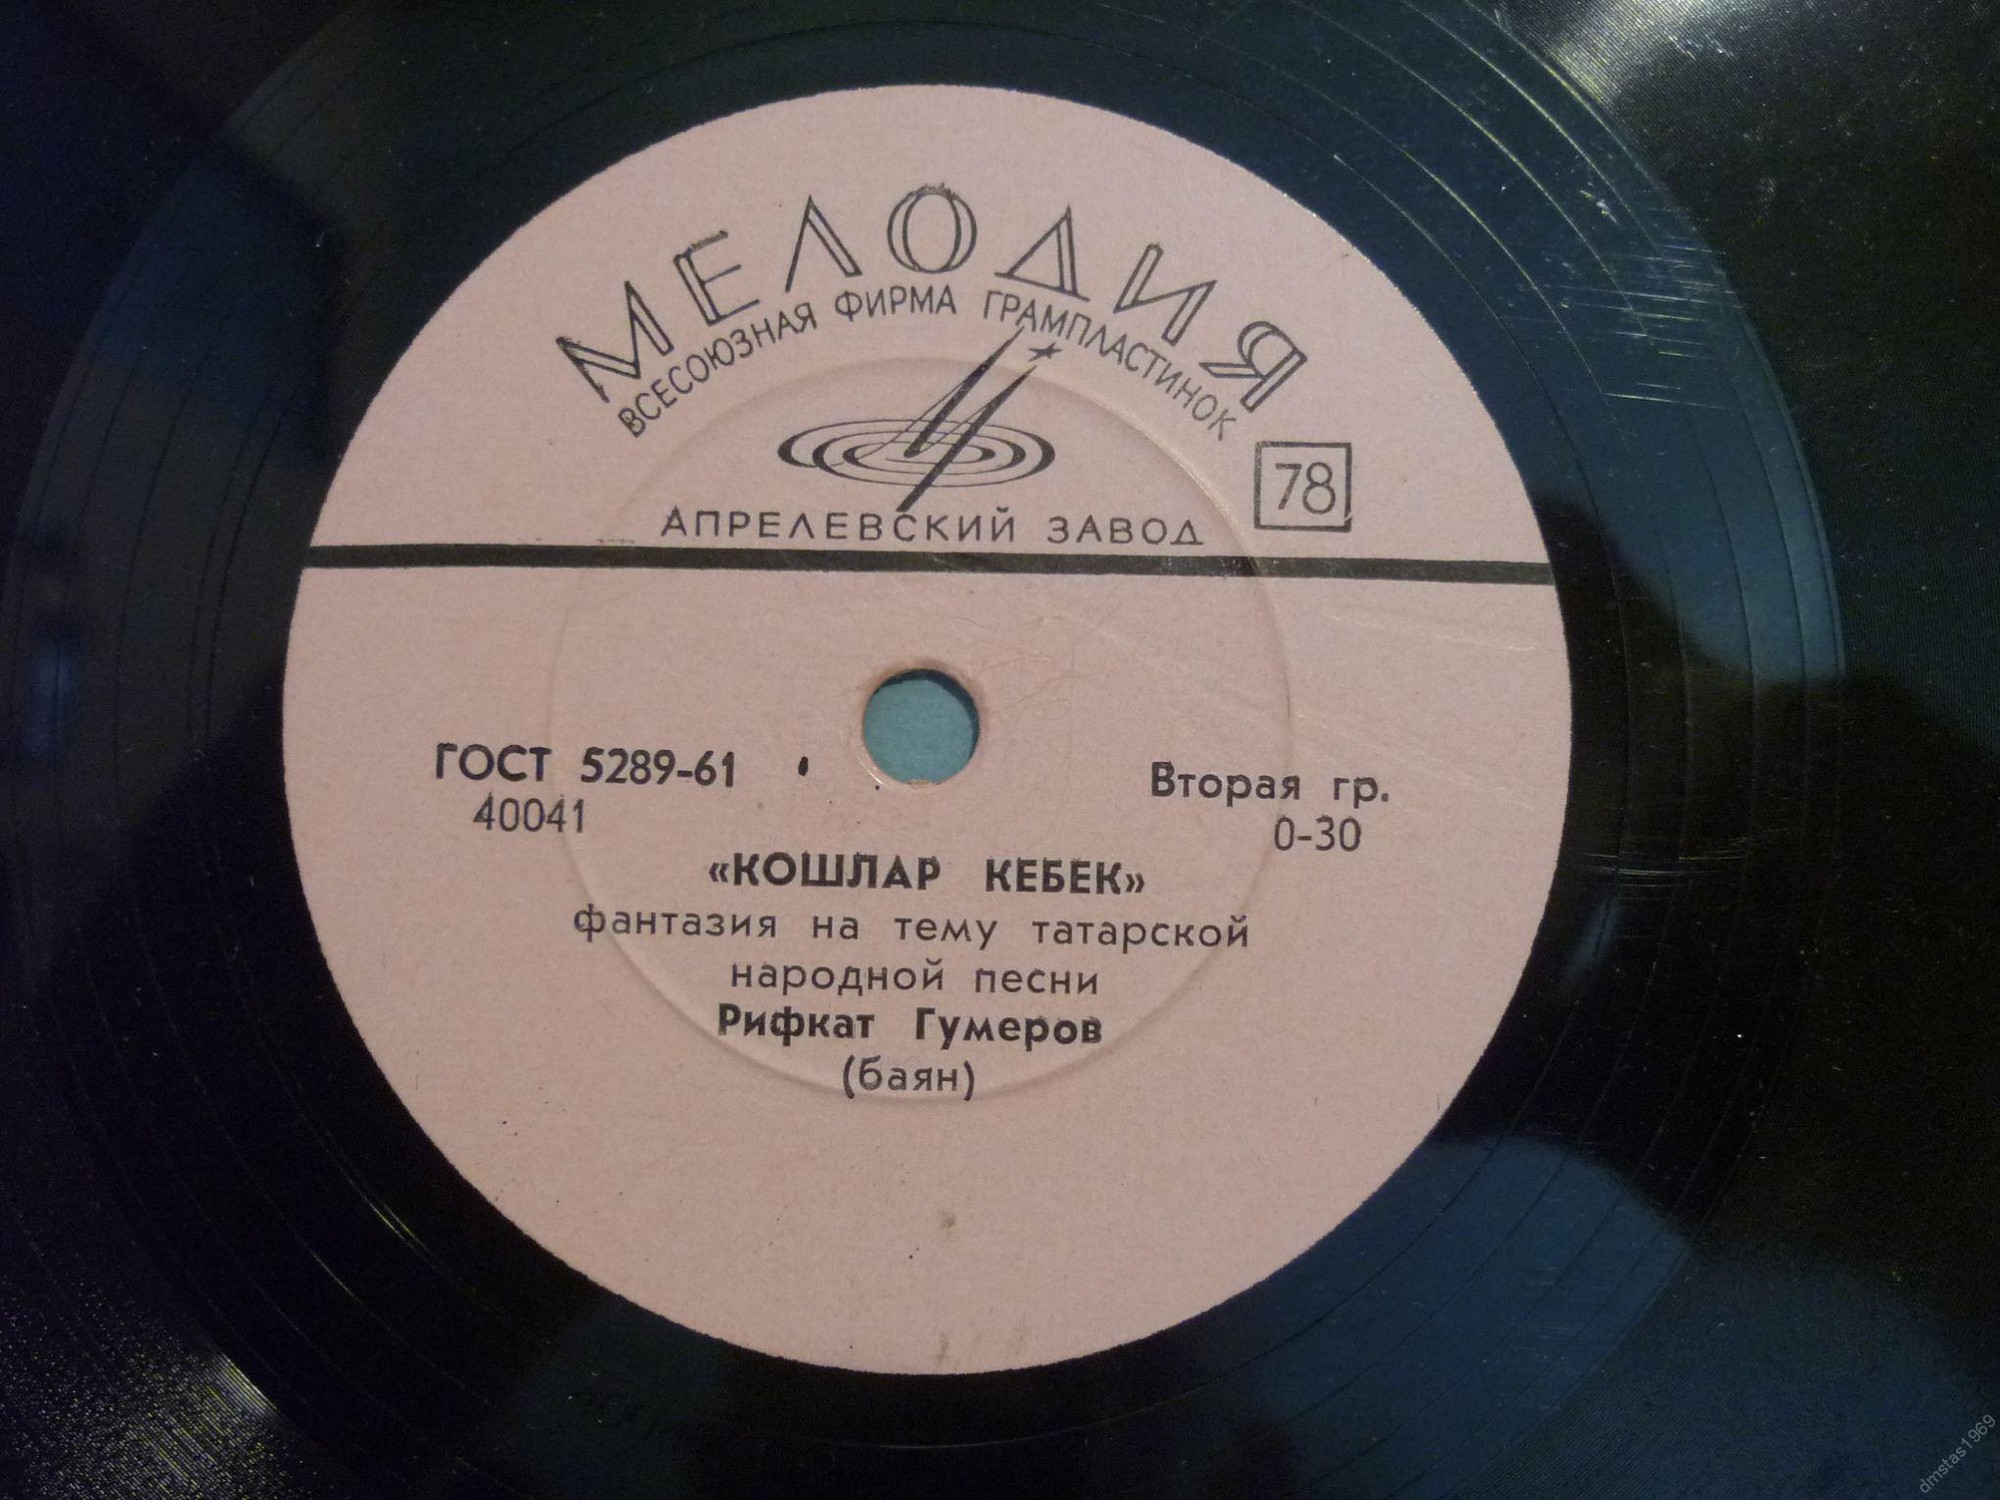 МЕЛОДИЯ
ВСЕСОЮЗНАЯ ФИРМА ГРАМПЛАСТИНОК
АПРЕЛЕВСКИЙ ЗАВОД
78
ГОСТ 5289-61
40041
Вторая гр.
0-30
«КОШЛАР КЕБЕК»
фантазия на тему татарской
народной песни
Рифкат Гумеров
(баян)
dmstas1969